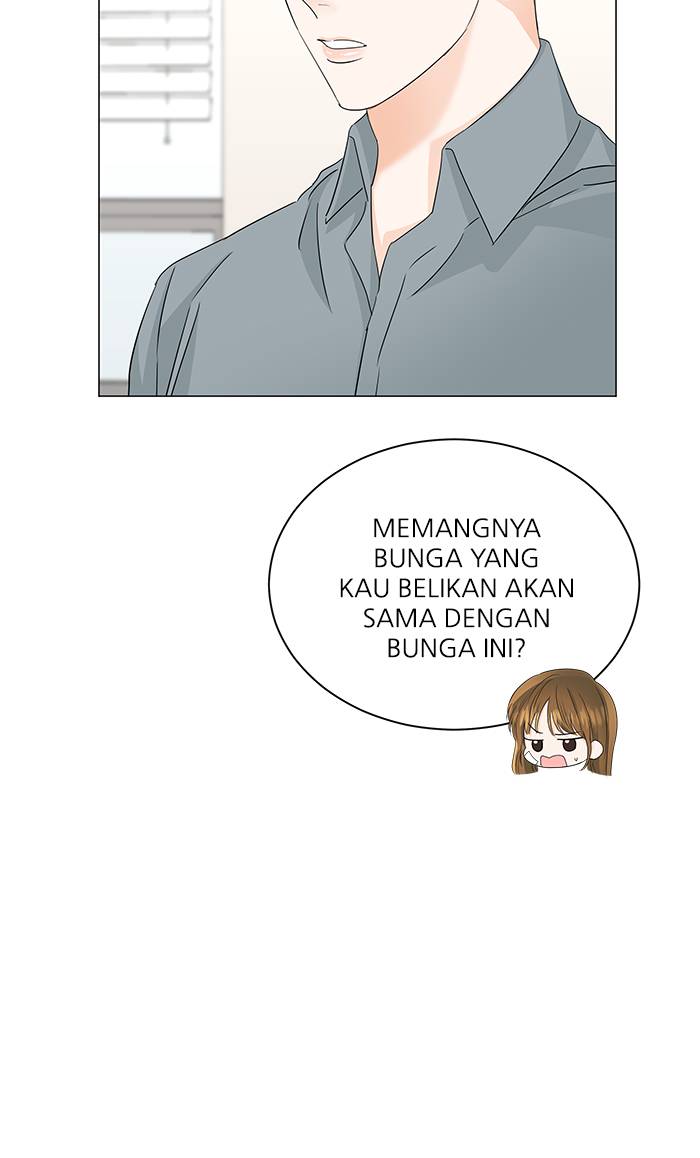 MEMANGNYA
BUNGA YANG
KAU BELIKAN AKAN
SAMA DENGAN
BUNGA INI?